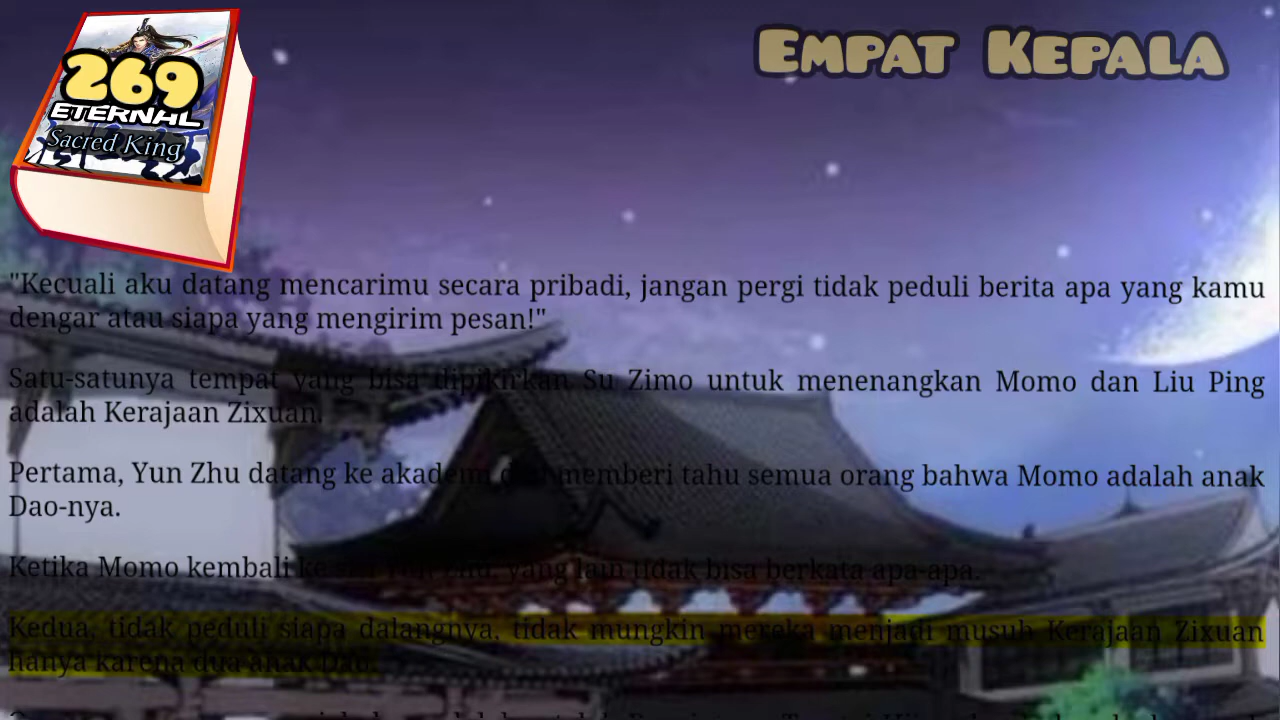 269
ETERNAL
Sacred King
EMPAT KEPALA
"Kecuali aku datang mencarimu secara pribadi, jangan pergi tidak peduli berita apa yang kamu
dengar atau siapa yang mengirim pesan!"
Satu-satunya tempat yang bisa dipikirkan Su Zimo untuk menenangkan Momo dan Liu Ping
adalah Kerajaan Zixuan.
Pertama, Yun Zhu datang ke akademi dan memberi tahu semua orang bahwa Momo adalah anak
Dao-nya.
Ketika Momo kembali ke sisi Yun Zhu, yang lain tidak bisa berkata apa-apa.
Kedua, tidak peduli siapa dalangnya, tidak mungkin mereka menjadi musuh Kerajaan Zixuan
hanya karena dua anak Dao.